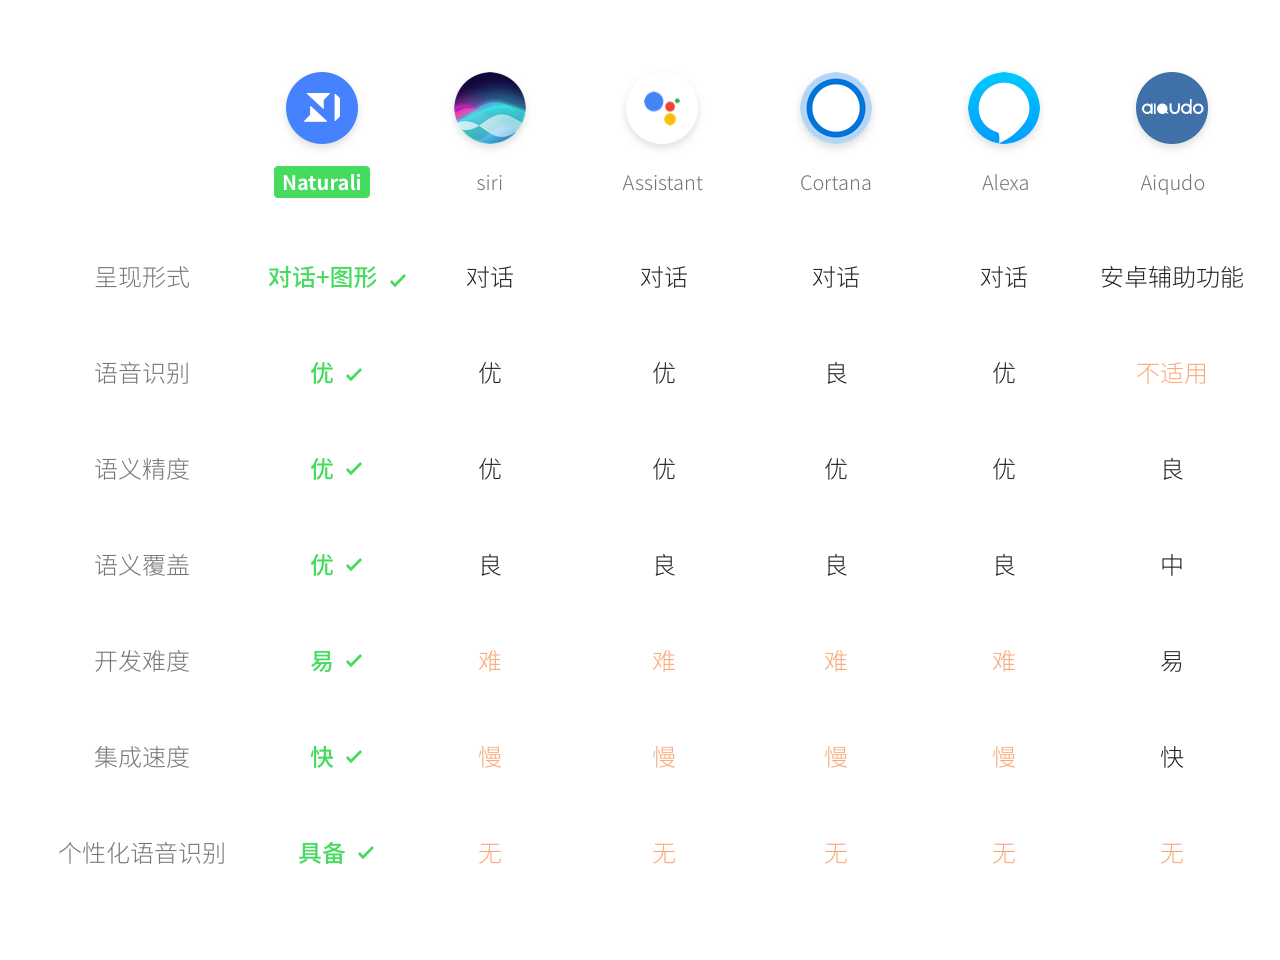 aiqudo
Naturali siri Assistant Cortana Alexa Aiqudo
呈现形式 对话+图形 对话 对话 对话 对话 安卓辅助功能
语音识别 优 优 优 良 优 不适用
语义精度 优 优 优 优 优 良
语义覆盖 优 良 良 良 良 中
开发难度 易 难 难 难 难 易
集成速度 快 慢 慢 慢 慢 快
个性化语音识别 具备 无 无 无 无 无